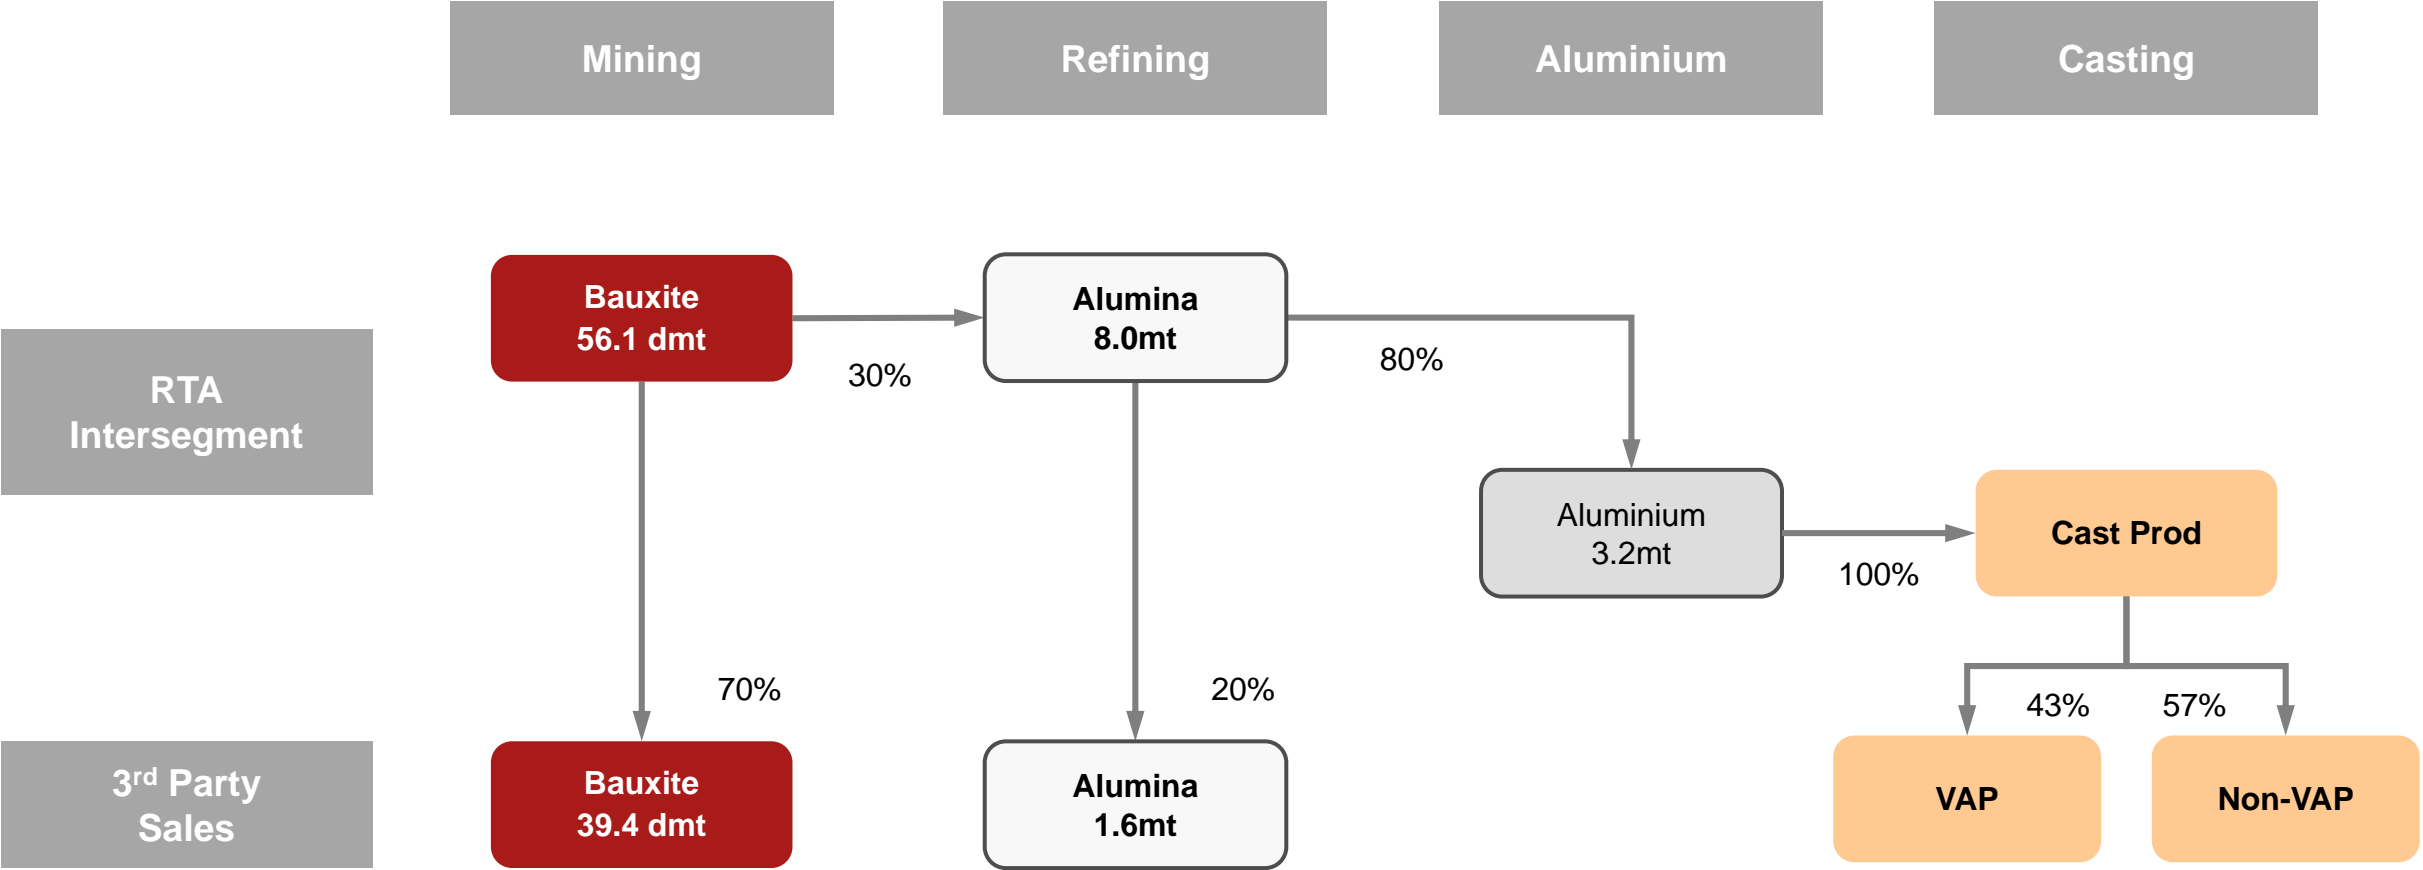 Mining
Refining
Aluminium
Casting
RTA
Intersegment
Bauxite
56.1 dmt
30%
Alumina
8.0mt
80%
Aluminium
3.2mt
100%
Cast Prod
70%
20%
43%
57%
3rd Party
Sales
Bauxite
39.4 dmt
Alumina
1.6mt
VAP
Non-VAP